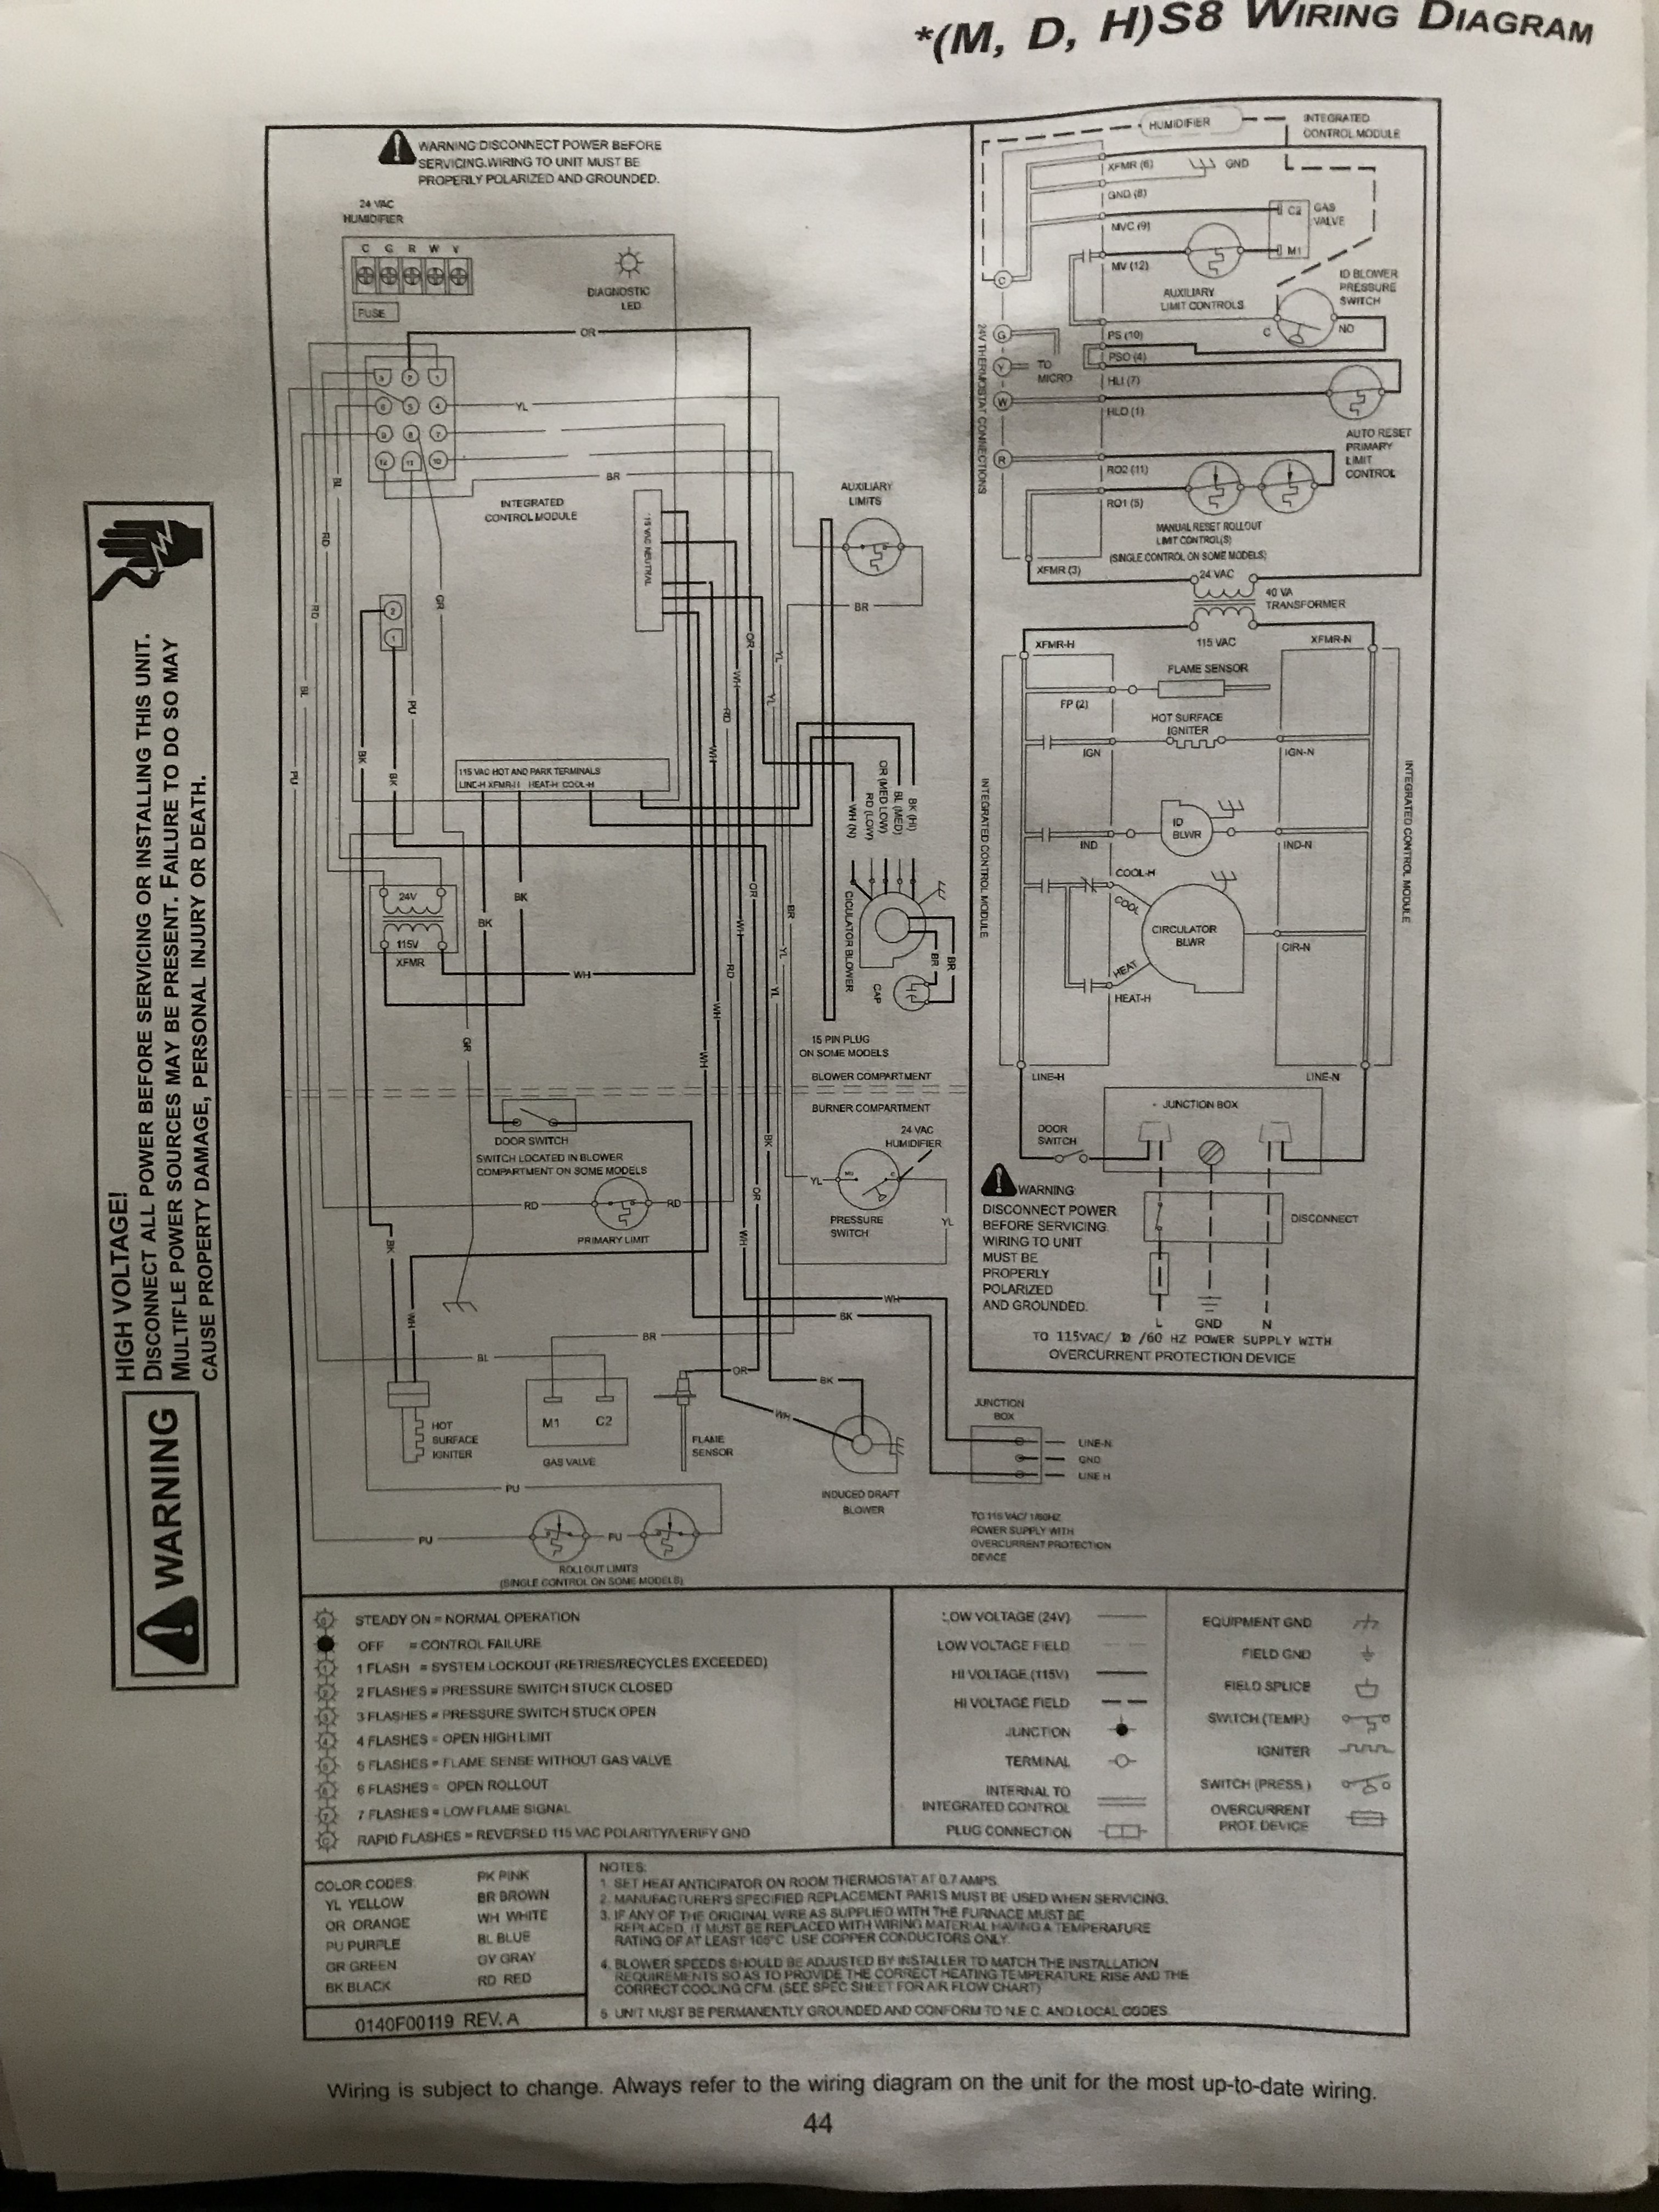 *(M, D, H)S8 WIRING DIAGRAM
HIGH VOLTAGE!
DISCONNECT ALL POWER BEFORE SERVICING OR INSTALLING THIS UNIT.
MULTIFLE POWER SOURCES MAY BE PRESENT. FAILURE TO DO SO MAY
CAUSE PROPERTY DAMAGE, PERSONAL INJURY OR DEATH.
WARNING
WARNING:DISCONNECT POWER BEFORE
SERVICING.WIRING TO UNIT MUST BE
PROPERLY POLARIZED AND GROUNDED.
24 VAC
HUMIDIFIER
C G R W Y
FUSE
DIAGNOSTIC
LED
OR
3 2 1
6 5 4
YL
9 8 7
12 11 10
BR
BL
RD
INTEGRATED
CONTROL MODULE
AUXILIARY
LIMITS
BR
2
1
RD
GR
OR
YL
WH
RD
YL
BL
PU
BK
BK
WH
PU
115 VAC HOT AND PARK TERMINALS
LINE-H XFMR-H HEAT-H COOL-H
BK (HI)
BL (MED)
OR (MED LOW)
RD (LOW)
WH (N)
24V
115V
XFMR
BK
BK
OR
WH
BR
YL
RD
YL
WH
CIRCULATOR BLOWER
BR
BR
CAP
WH
GR
WH
15 PIN PLUG
ON SOME MODELS
BLOWER COMPARTMENT
BURNER COMPARTMENT
DOOR SWITCH
SWITCH LOCATED IN BLOWER
COMPARTMENT ON SOME MODELS
BK
24 VAC
HUMIDIFIER
YL
PRESSURE
SWITCH
YL
RD
RD
PRIMARY LIMIT
OR
WH
BK
WH
WH
BK
BR
BL
OR
BK
WH
HOT
SURFACE
IGNITER
M1
C2
GAS VALVE
FLAME
SENSOR
INDUCED DRAFT
BLOWER
JUNCTION
BOX
LINE-N
GND
LINE H
TO 115 VAC/ 1/60HZ
POWER SUPPLY WITH
OVERCURRENT PROTECTION
DEVICE
PU
PU
PU
ROLLOUT LIMITS
(SINGLE CONTROL ON SOME MODELS)
HUMIDIFIER
INTEGRATED
CONTROL MODULE
XFMR (6)
GND
GND (8)
MVC (9)
C2
GAS
VALVE
MV (12)
M1
AUXILIARY
LIMIT CONTROLS
ID BLOWER
PRESSURE
SWITCH
C
NO
C
G
Y
W
R
24V THERMOSTAT CONNECTIONS
TO
MICRO
PS (10)
PSO (4)
HLI (7)
HLO (1)
AUTO RESET
PRIMARY
LIMIT
CONTROL
RO2 (11)
RO1 (5)
MANUAL RESET ROLLOUT
LIMIT CONTROL(S)
(SINGLE CONTROL ON SOME MODELS)
XFMR (3)
24 VAC
40 VA
TRANSFORMER
115 VAC
XFMR-H
XFMR-N
FLAME SENSOR
FP (2)
HOT SURFACE
IGNITER
IGN
IGN-N
INTEGRATED CONTROL MODULE
INTEGRATED CONTROL MODULE
ID
BLWR
IND
IND-N
COOL-H
COOL
CIRCULATOR
BLWR
CIR-N
HEAT
HEAT-H
LINE-H
LINE-N
JUNCTION BOX
DOOR
SWITCH
WARNING:
DISCONNECT POWER
BEFORE SERVICING.
WIRING TO UNIT
MUST BE
PROPERLY
POLARIZED
AND GROUNDED.
DISCONNECT
L GND N
TO 115VAC/ 1Ø /60 HZ POWER SUPPLY WITH
OVERCURRENT PROTECTION DEVICE
STEADY ON = NORMAL OPERATION
OFF = CONTROL FAILURE
1 FLASH = SYSTEM LOCKOUT (RETRIES/RECYCLES EXCEEDED)
2 FLASHES = PRESSURE SWITCH STUCK CLOSED
3 FLASHES = PRESSURE SWITCH STUCK OPEN
4 FLASHES = OPEN HIGH LIMIT
5 FLASHES = FLAME SENSE WITHOUT GAS VALVE
6 FLASHES = OPEN ROLLOUT
7 FLASHES = LOW FLAME SIGNAL
RAPID FLASHES = REVERSED 115 VAC POLARITY/VERIFY GND
LOW VOLTAGE (24V)
LOW VOLTAGE FIELD
HI VOLTAGE (115V)
HI VOLTAGE FIELD
JUNCTION
TERMINAL
INTERNAL TO
INTEGRATED CONTROL
PLUG CONNECTION
EQUIPMENT GND
FIELD GND
FIELD SPLICE
SWITCH (TEMP.)
IGNITER
SWITCH (PRESS.)
OVERCURRENT
PROT. DEVICE
COLOR CODES:
YL YELLOW
OR ORANGE
PU PURPLE
GR GREEN
BK BLACK
PK PINK
BR BROWN
WH WHITE
BL BLUE
GY GRAY
RD RED
0140F00119 REV. A
NOTES:
1. SET HEAT ANTICIPATOR ON ROOM THERMOSTAT AT 0.7 AMPS.
2. MANUFACTURER'S SPECIFIED REPLACEMENT PARTS MUST BE USED WHEN SERVICING.
3. IF ANY OF THE ORIGINAL WIRE AS SUPPLIED WITH THE FURNACE MUST BE
REPLACED, IT MUST BE REPLACED WITH WIRING MATERIAL HAVING A TEMPERATURE
RATING OF AT LEAST 105°C. USE COPPER CONDUCTORS ONLY.
4. BLOWER SPEEDS SHOULD BE ADJUSTED BY INSTALLER TO MATCH THE INSTALLATION
REQUIREMENTS SO AS TO PROVIDE THE CORRECT HEATING TEMPERATURE RISE AND THE
CORRECT COOLING CFM. (SEE SPEC SHEET FOR AIR FLOW CHART)
5. UNIT MUST BE PERMANENTLY GROUNDED AND CONFORM TO N.E.C. AND LOCAL CODES.
Wiring is subject to change. Always refer to the wiring diagram on the unit for the most up-to-date wiring.
44